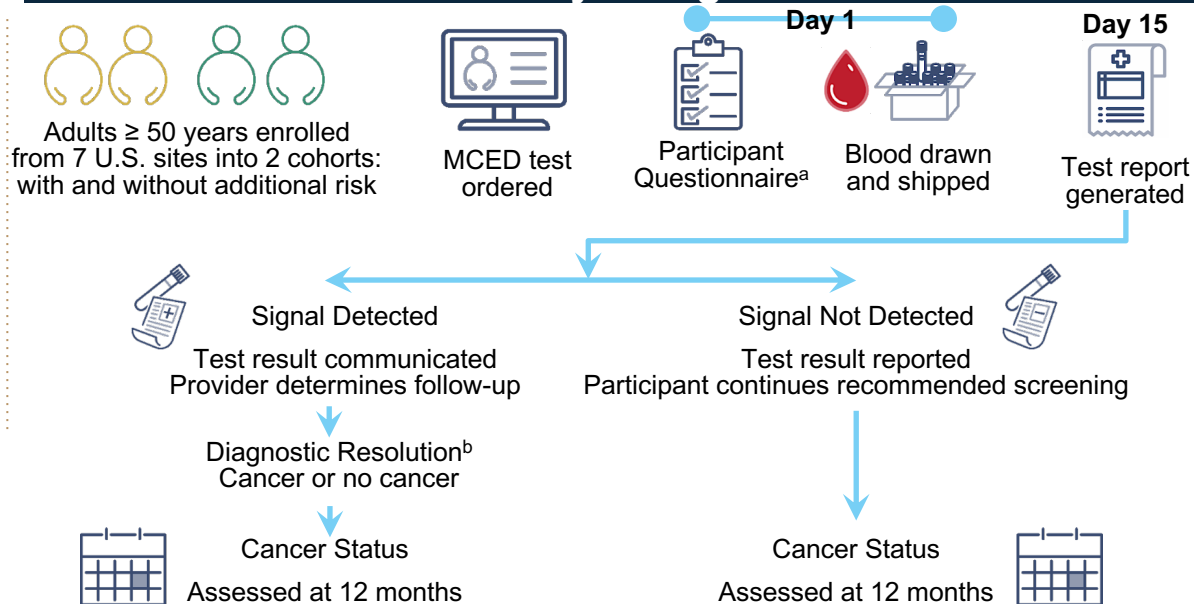 Day 1
Day 15
Adults ≥ 50 years enrolled
from 7 U.S. sites into 2 cohorts:
with and without additional risk
MCED test
ordered
Participant
Questionnaireᵃ
Blood drawn
and shipped
Test report
generated
Signal Detected
Test result communicated
Provider determines follow-up
Diagnostic Resolutionᵇ
Cancer or no cancer
Cancer Status
Assessed at 12 months
Signal Not Detected
Test result reported
Participant continues recommended screening
Cancer Status
Assessed at 12 months